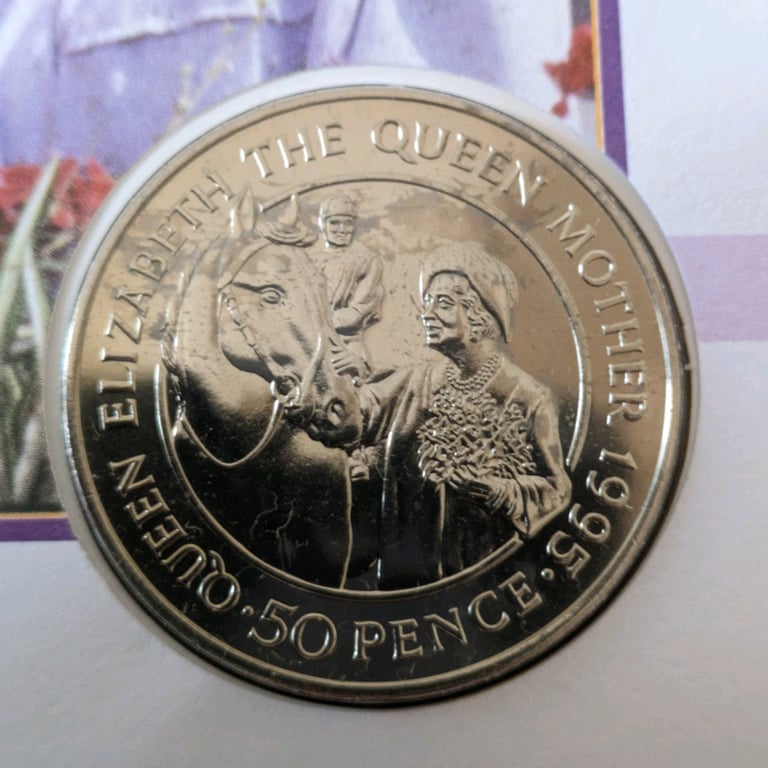 QUEEN ELIZABETH THE QUEEN MOTHER 1995
· 50 PENCE ·